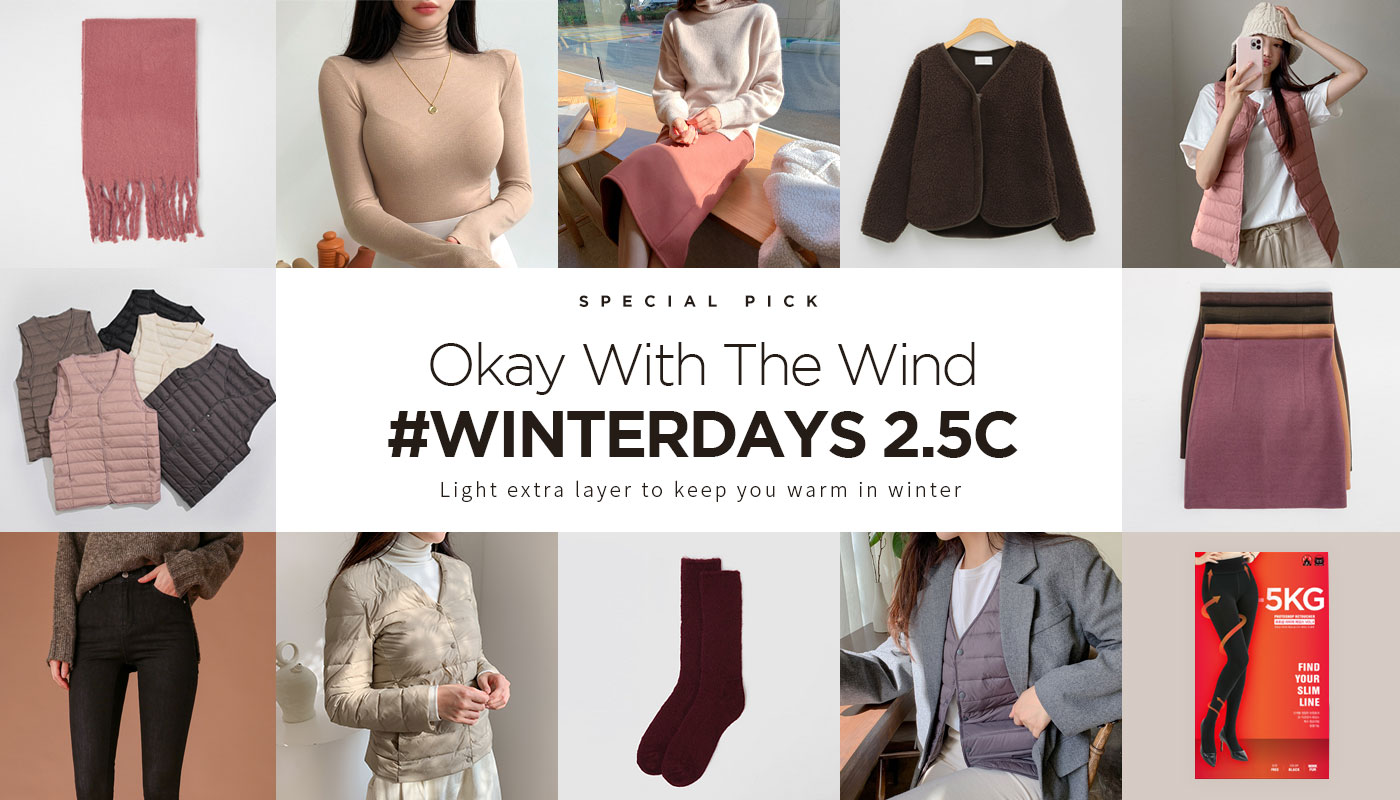 SPECIAL PICK
Okay With The Wind
#WINTERDAYS 2.5C
Light extra layer to keep you warm in winter
5KG
FIND
YOUR
SLIM
LINE